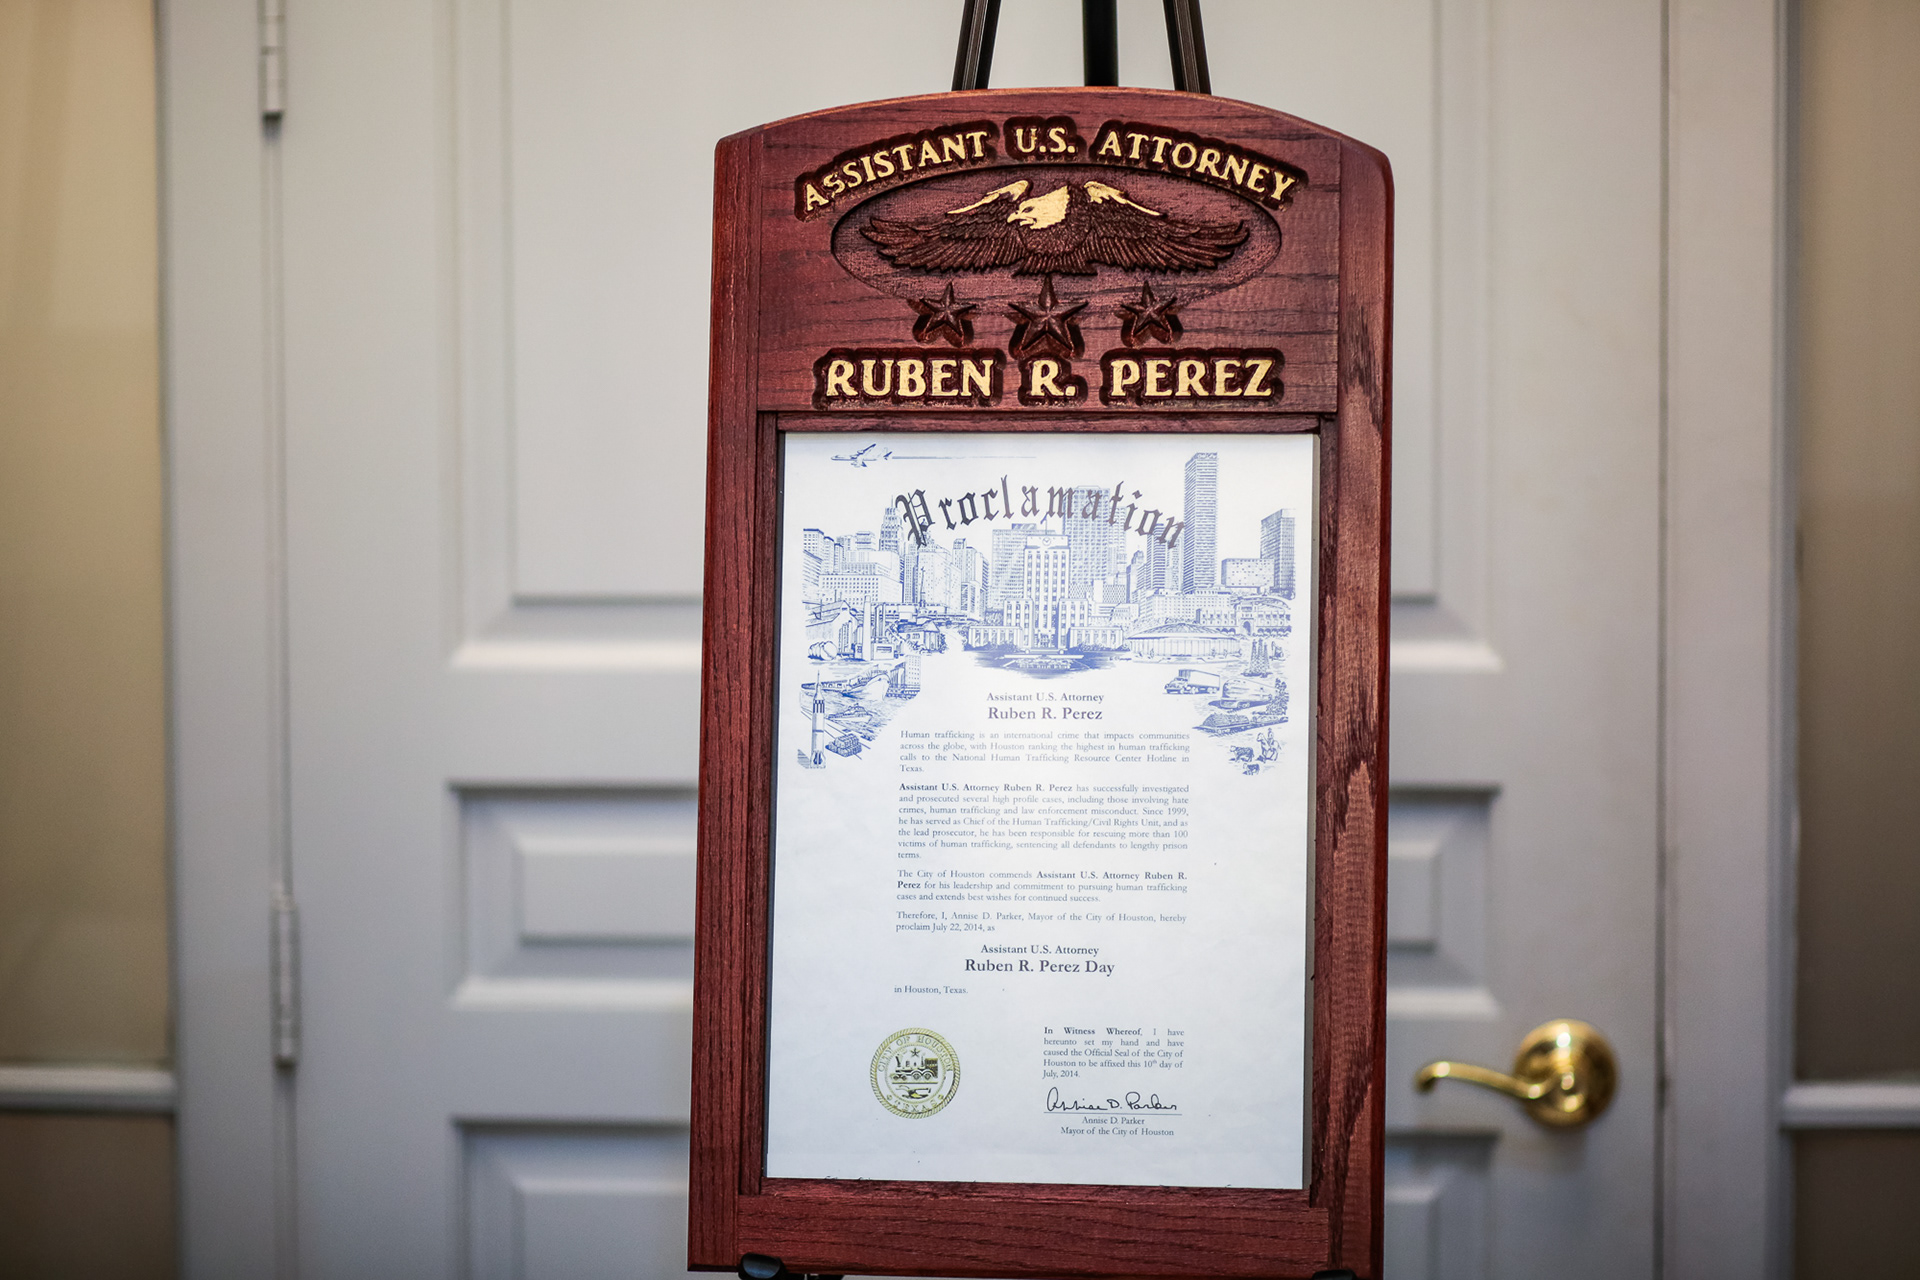 ASSISTANT U.S. ATTORNEY
RUBEN R. PEREZ
Proclamation
Assistant U.S. Attorney
Ruben R. Perez
Human trafficking is an international crime that impacts communities
across the globe, with Houston ranking the highest in human trafficking
calls to the National Human Trafficking Resource Center Hotline in
Texas.
Assistant U.S. Attorney Ruben R. Perez has successfully investigated
and prosecuted several high profile cases, including those involving hate
crimes, human trafficking and law enforcement misconduct. Since 1999,
he has served as Chief of the Human Trafficking/Civil Rights Unit, and as
the lead prosecutor, he has been responsible for rescuing more than 100
victims of human trafficking, sentencing all defendants to lengthy prison
terms.
The City of Houston commends Assistant U.S. Attorney Ruben R.
Perez for his leadership and commitment to pursuing human trafficking
cases and extends best wishes for continued success.
Therefore, I, Annise D. Parker, Mayor of the City of Houston, hereby
proclaim July 22, 2014, as
Assistant U.S. Attorney
Ruben R. Perez Day
in Houston, Texas.
CITY OF HOUSTON
TEXAS
In Witness Whereof, I have
hereunto set my hand and have
caused the Official Seal of the City of
Houston to be affixed this 10th day of
July, 2014.
Annise D. Parker
Annise D. Parker
Mayor of the City of Houston